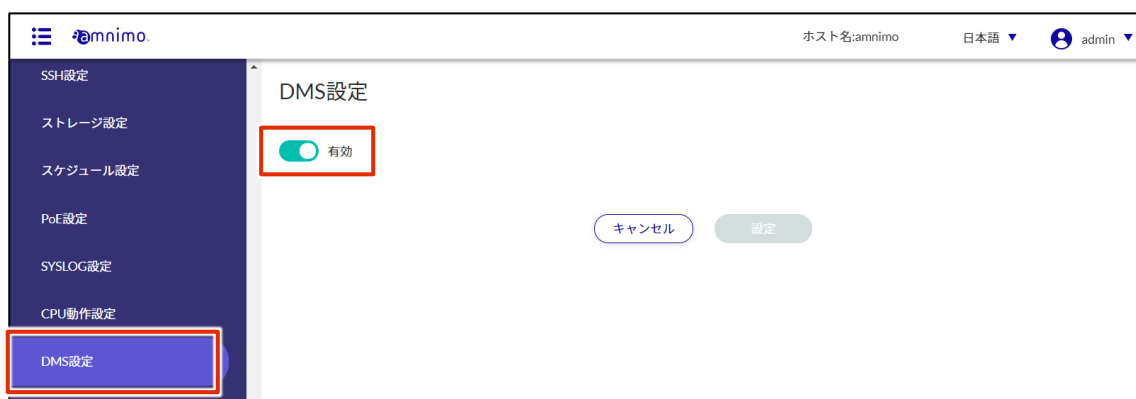 amnimo
ホスト名:amnimo
日本語
admin
SSH設定
ストレージ設定
スケジュール設定
PoE設定
SYSLOG設定
CPU動作設定
DMS設定
DMS設定
有効
キャンセル
設定